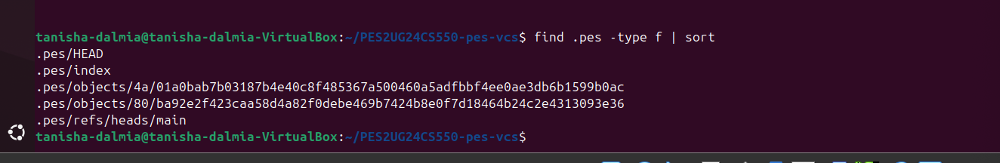 tanisha-dalmia@tanisha-dalmia-VirtualBox:~/PES2UG24CS550-pes-vcs$ find .pes -type f | sort
.pes/HEAD
.pes/index
.pes/objects/4a/01a0bab7b03187b4e40c8f485367a500460a5adfbbf4ee0ae3db6b1599b0ac
.pes/objects/80/ba92e2f423caa58d4a82f0debe469b7424b8e0f7d18464b24c2e4313093e36
.pes/refs/heads/main
tanisha-dalmia@tanisha-dalmia-VirtualBox:~/PES2UG24CS550-pes-vcs$